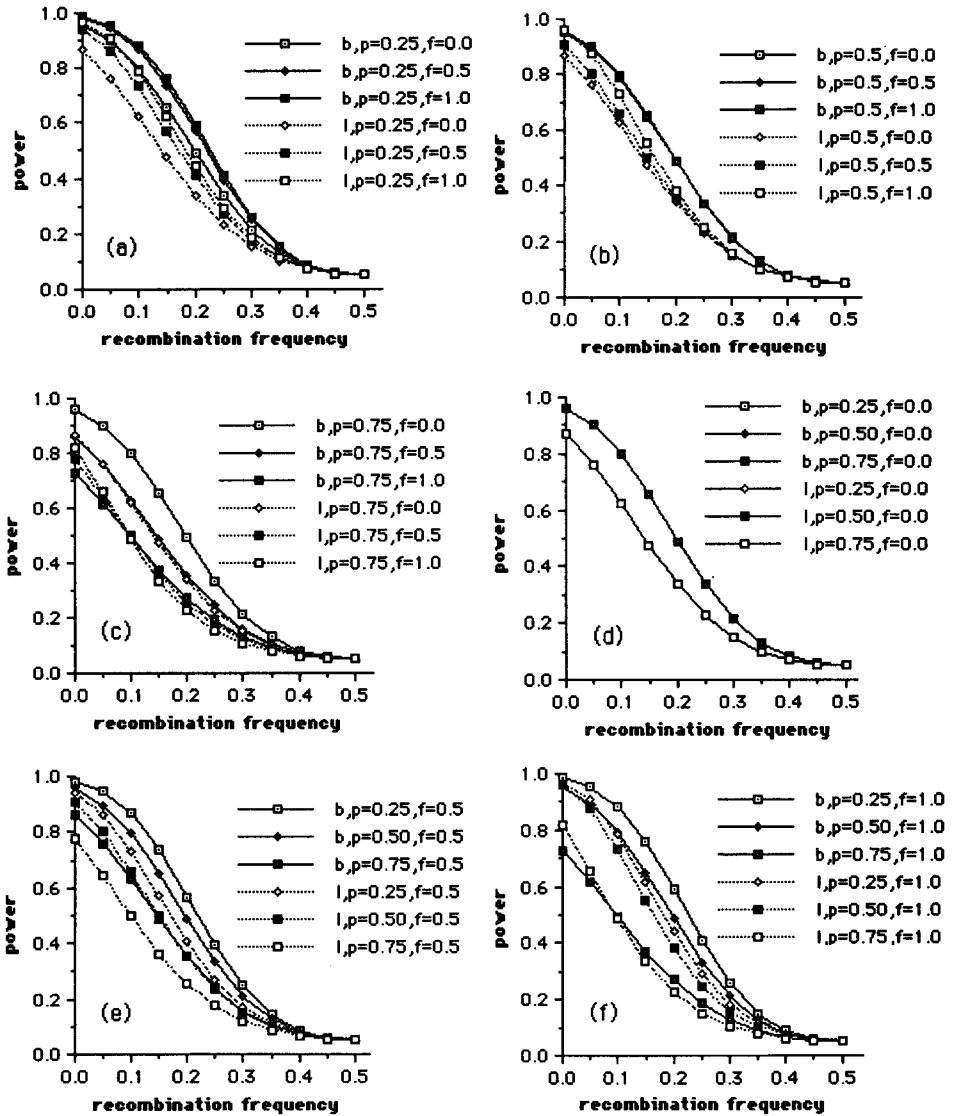 1.0
0.8
0.6
0.4
0.2
0.0
power
(a)
b,p=0.25,f=0.0
b,p=0.25,f=0.5
b,p=0.25,f=1.0
l,p=0.25,f=0.0
l,p=0.25,f=0.5
l,p=0.25,f=1.0
0.0 0.1 0.2 0.3 0.4 0.5
recombination frequency
1.0
0.8
0.6
0.4
0.2
0.0
power
(b)
b,p=0.5,f=0.0
b,p=0.5,f=0.5
b,p=0.5,f=1.0
l,p=0.5,f=0.0
l,p=0.5,f=0.5
l,p=0.5,f=1.0
0.0 0.1 0.2 0.3 0.4 0.5
recombination frequency
1.0
0.8
0.6
0.4
0.2
0.0
power
(c)
b,p=0.75,f=0.0
b,p=0.75,f=0.5
b,p=0.75,f=1.0
l,p=0.75,f=0.0
l,p=0.75,f=0.5
l,p=0.75,f=1.0
0.0 0.1 0.2 0.3 0.4 0.5
recombination frequency
1.0
0.8
0.6
0.4
0.2
0.0
power
(d)
b,p=0.25,f=0.0
b,p=0.50,f=0.0
b,p=0.75,f=0.0
l,p=0.25,f=0.0
l,p=0.50,f=0.0
l,p=0.75,f=0.0
0.0 0.1 0.2 0.3 0.4 0.5
recombination frequency
1.0
0.8
0.6
0.4
0.2
0.0
power
(e)
b,p=0.25,f=0.5
b,p=0.50,f=0.5
b,p=0.75,f=0.5
l,p=0.25,f=0.5
l,p=0.50,f=0.5
l,p=0.75,f=0.5
0.0 0.1 0.2 0.3 0.4 0.5
recombination frequency
1.0
0.8
0.6
0.4
0.2
0.0
power
(f)
b,p=0.25,f=1.0
b,p=0.50,f=1.0
b,p=0.75,f=1.0
l,p=0.25,f=1.0
l,p=0.50,f=1.0
l,p=0.75,f=1.0
0.0 0.1 0.2 0.3 0.4 0.5
recombination frequency